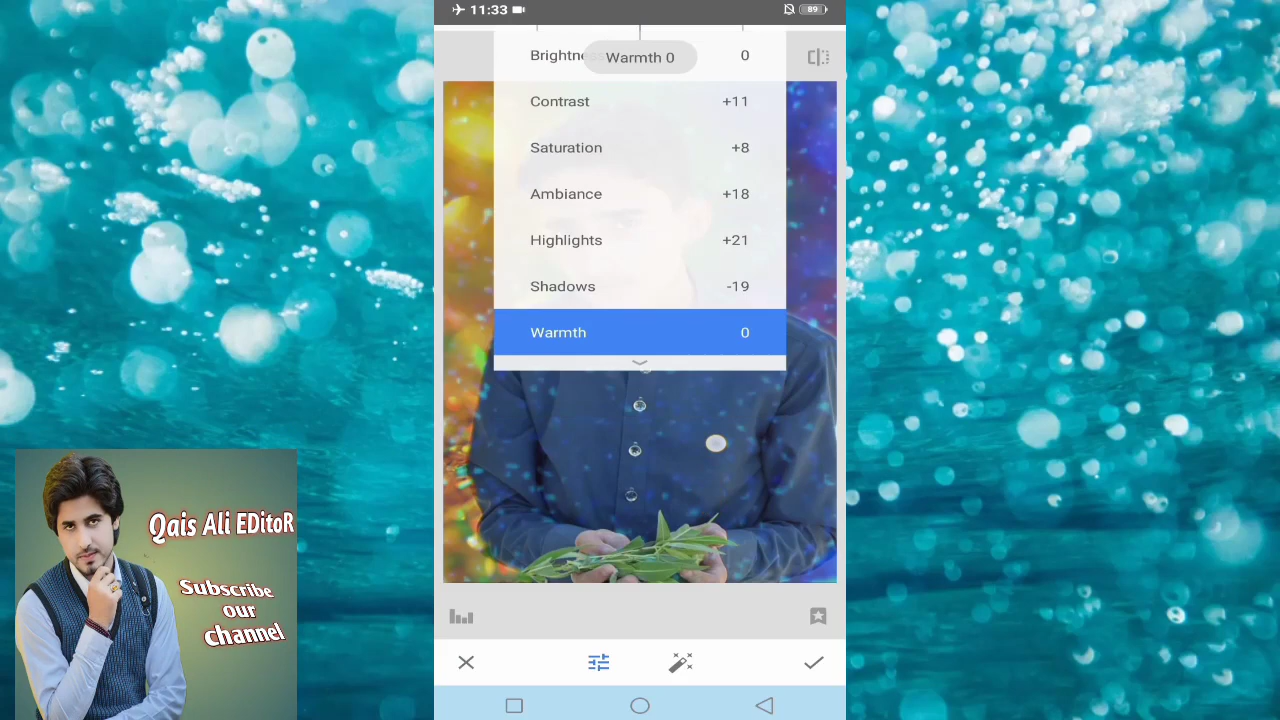 11:33
89
Brightne
Warmth 0
0
Contrast +11
Saturation +8
Ambiance +18
Highlights +21
Shadows -19
Warmth 0
Qais Ali EDitoR
Subscribe
our
channel